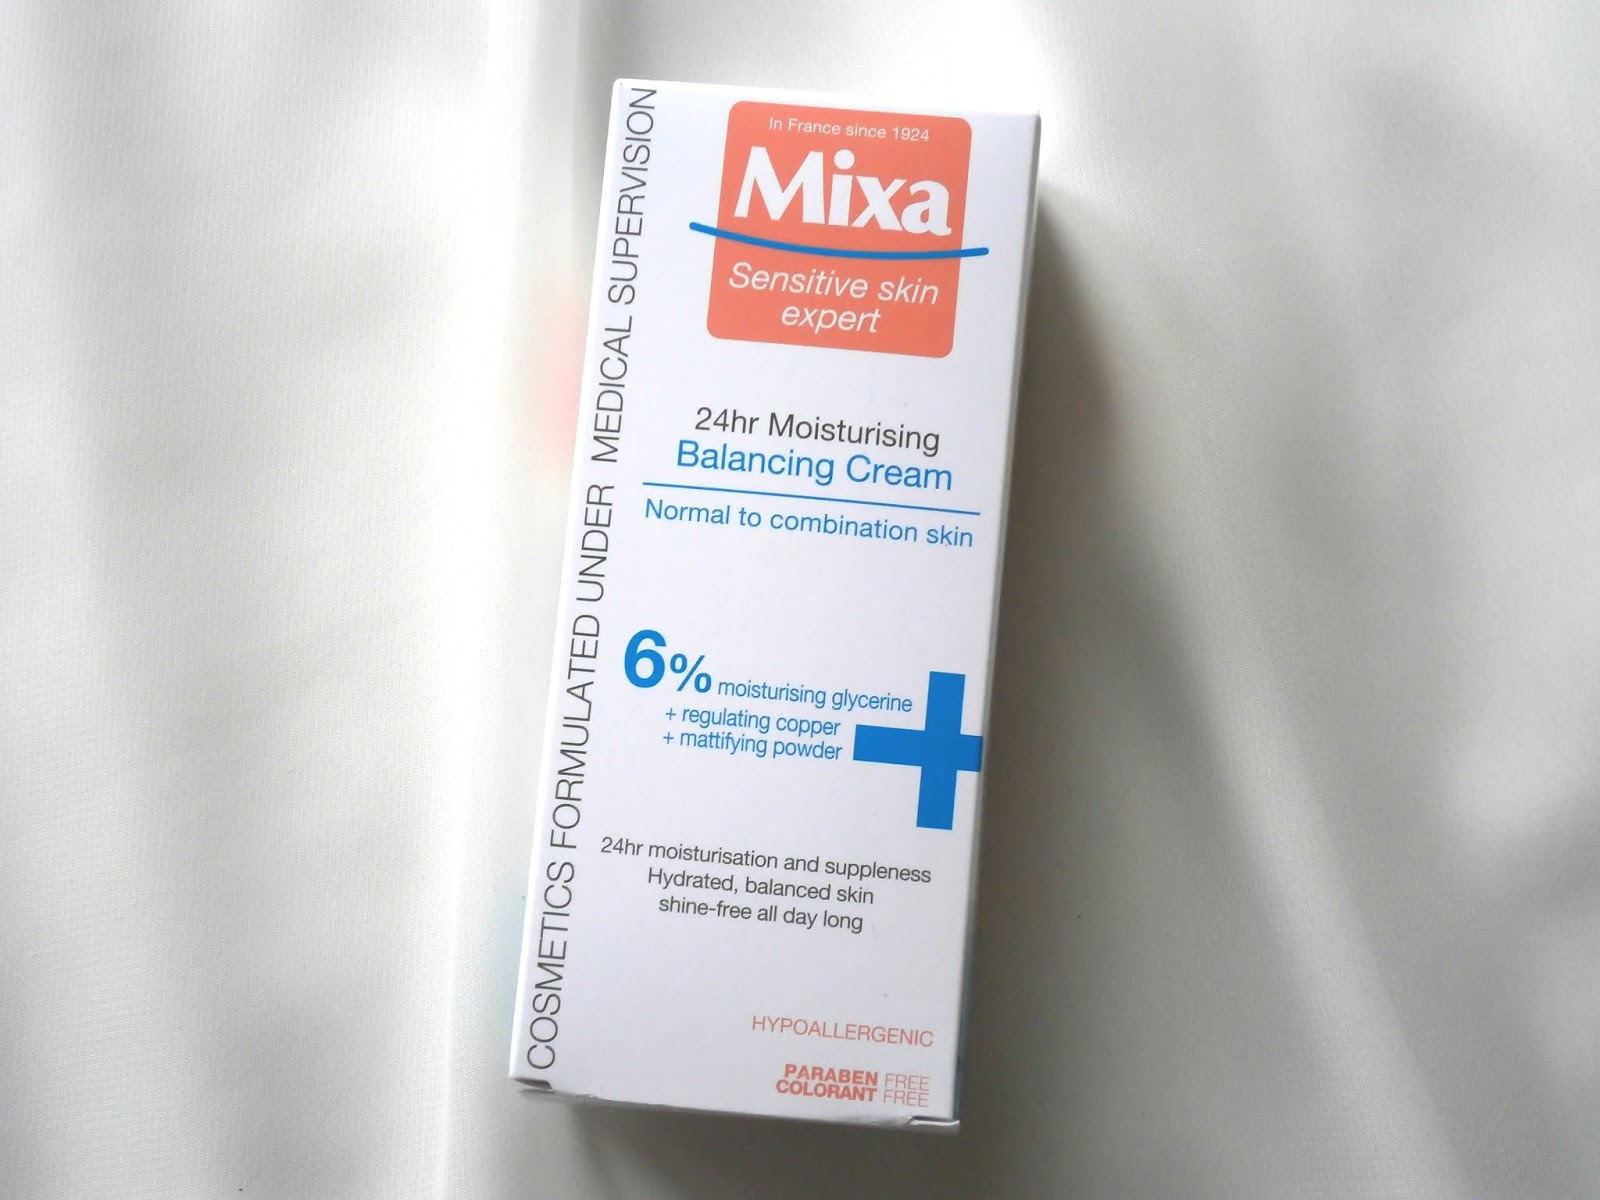 In France since 1924
Mixa
Sensitive skin
expert
24hr Moisturising
Balancing Cream
Normal to combination skin
6% moisturising glycerine
+ regulating copper
+ mattifying powder
24hr moisturisation and suppleness
Hydrated, balanced skin
shine-free all day long
HYPOALLERGENIC
PARABEN FREE
COLORANT FREE
COSMETICS FORMULATED UNDER MEDICAL SUPERVISION